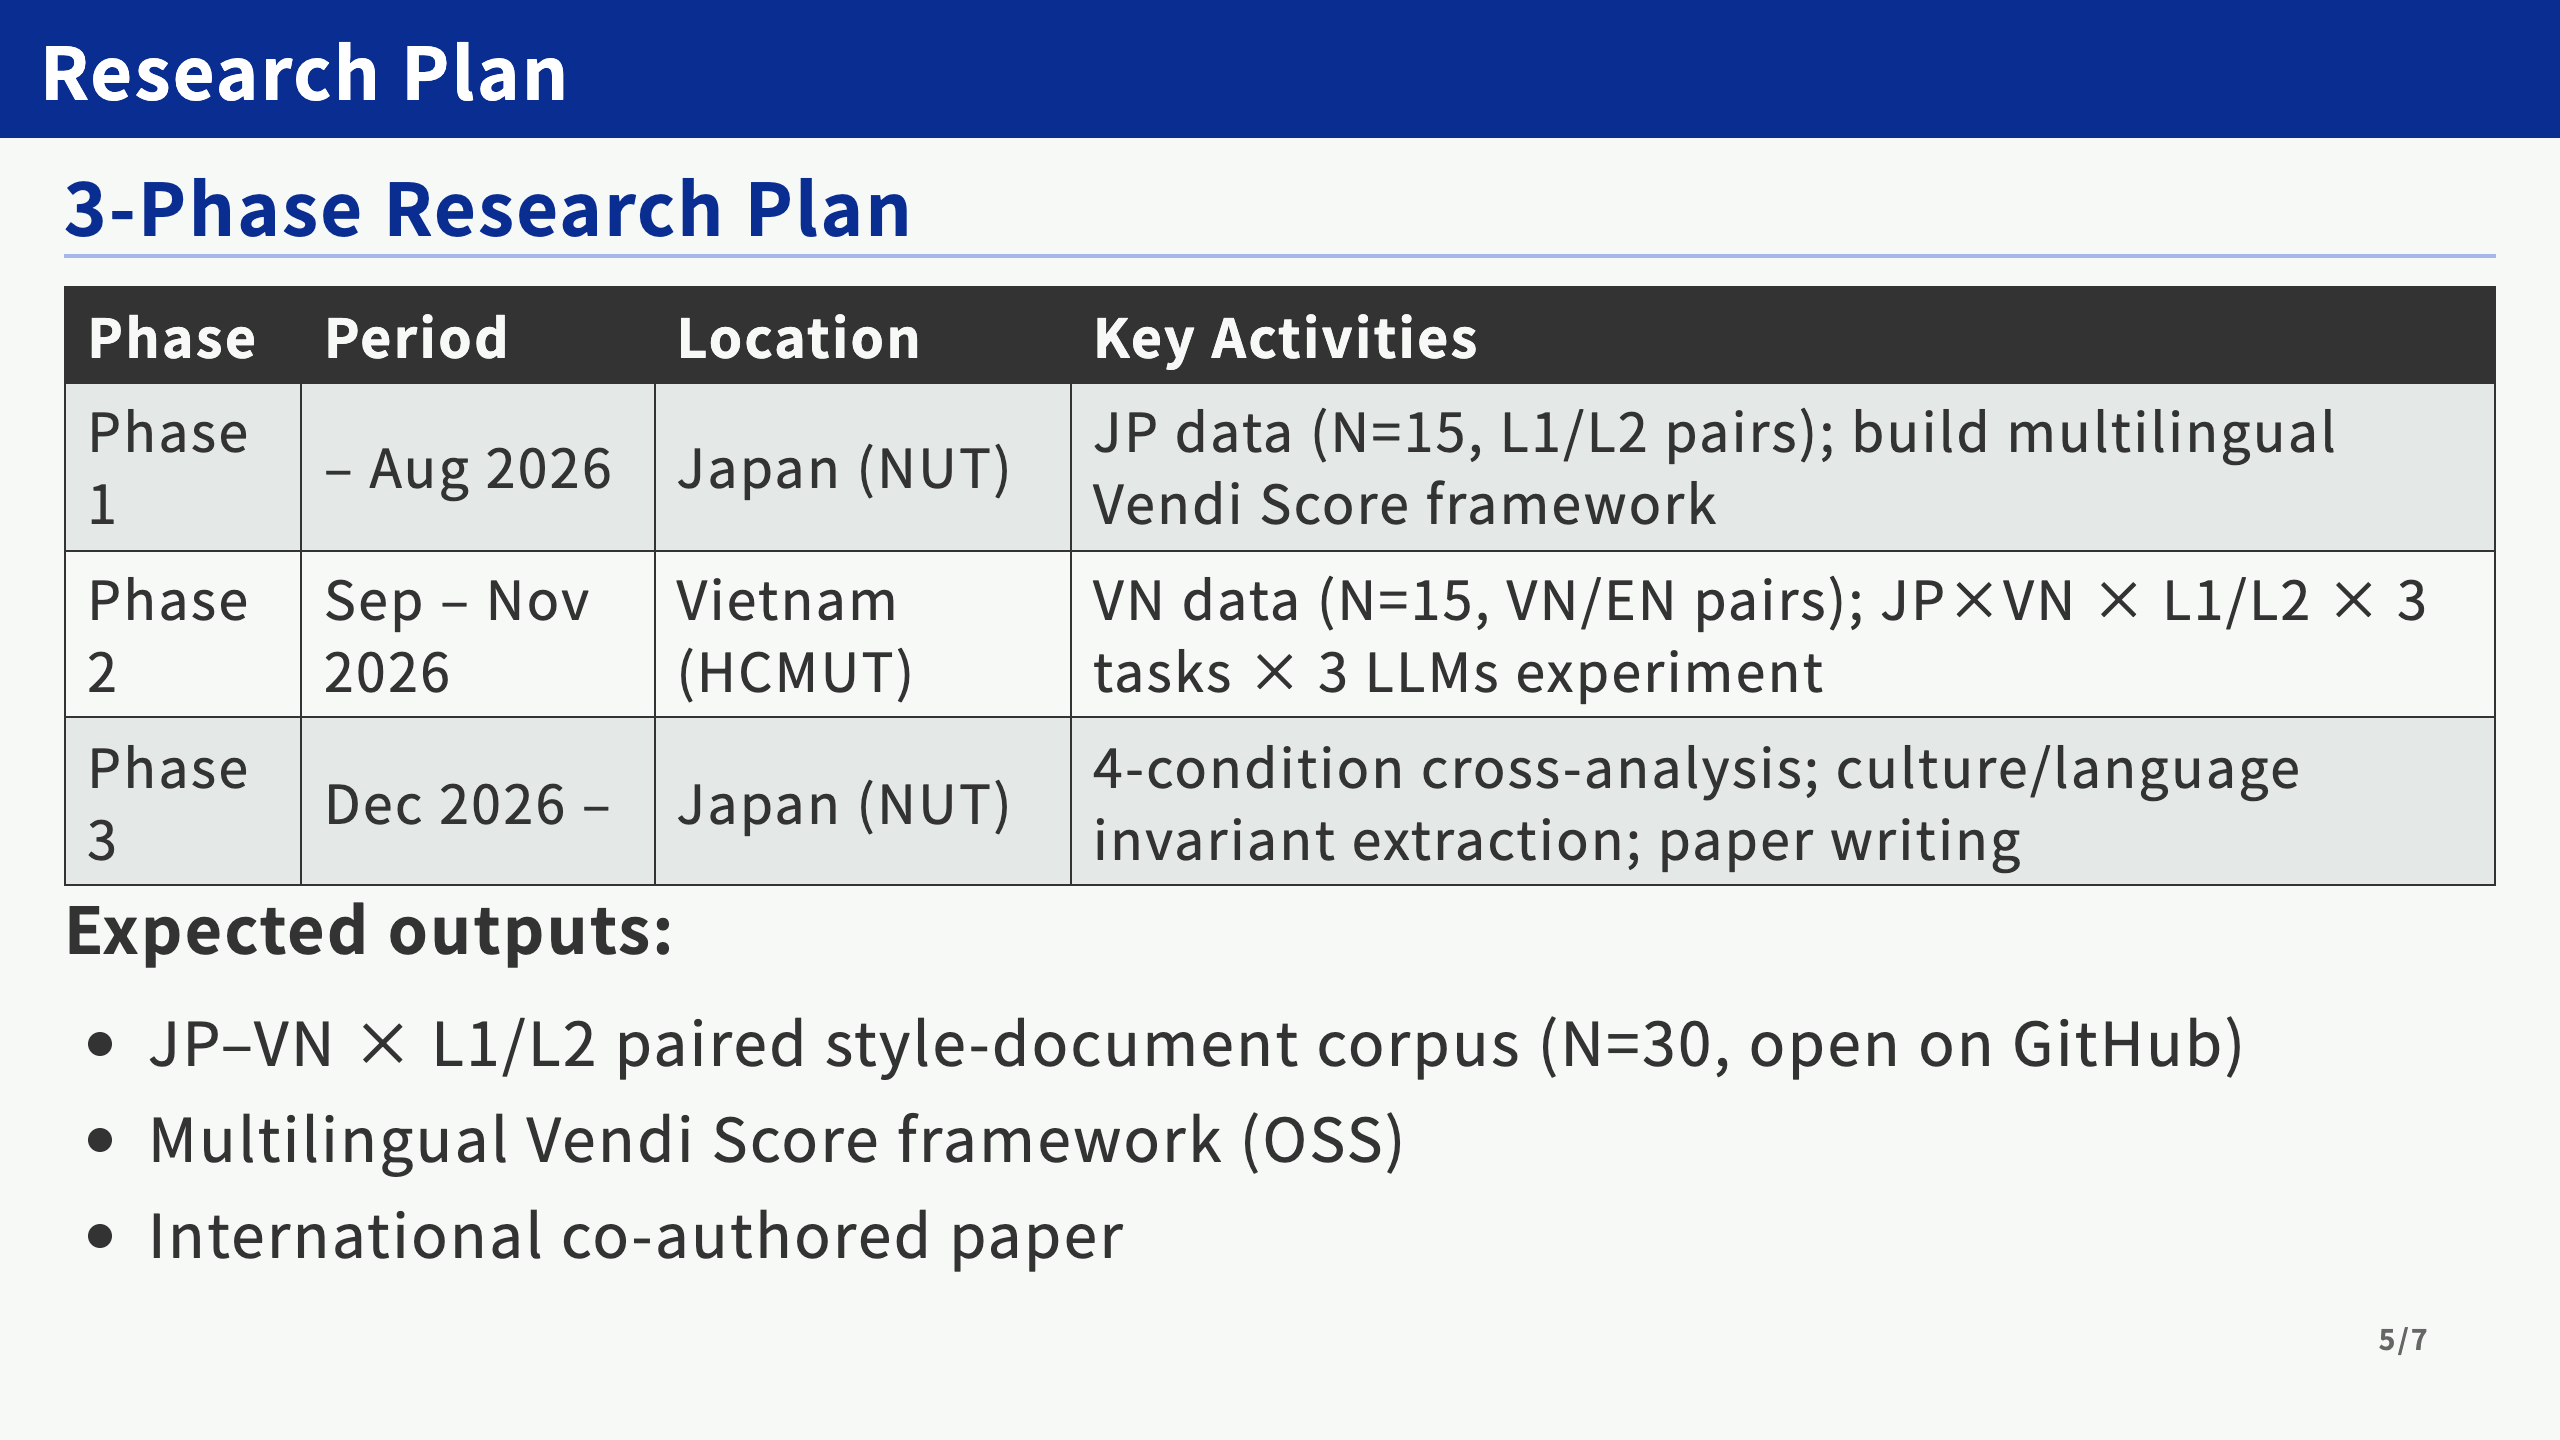 Research Plan
3-Phase Research Plan
Phase Period Location Key Activities
Phase 1
– Aug 2026
Japan (NUT)
JP data (N=15, L1/L2 pairs); build multilingual
Vendi Score framework
Phase 2
Sep – Nov
2026
Vietnam
(HCMUT)
VN data (N=15, VN/EN pairs); JP×VN × L1/L2 × 3
tasks × 3 LLMs experiment
Phase 3
Dec 2026 –
Japan (NUT)
4-condition cross-analysis; culture/language
invariant extraction; paper writing
Expected outputs:
• JP–VN × L1/L2 paired style-document corpus (N=30, open on GitHub)
• Multilingual Vendi Score framework (OSS)
• International co-authored paper
5/7